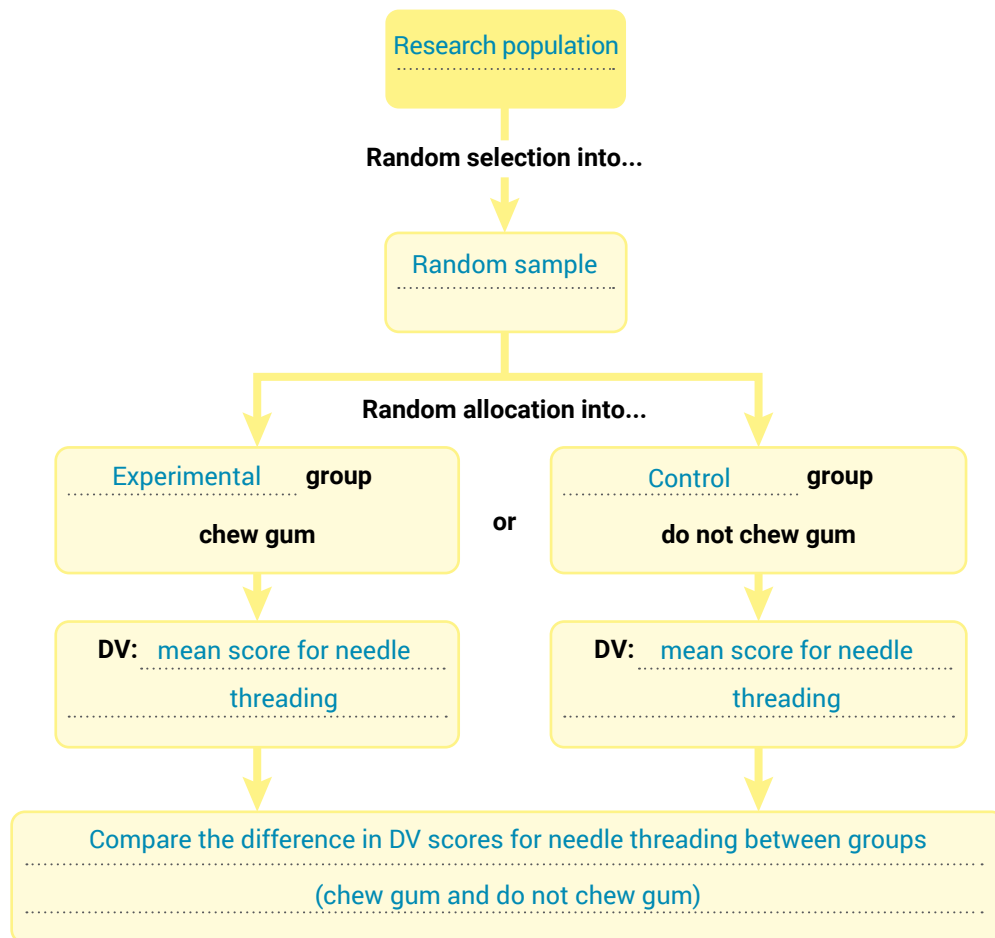 Research population
Random selection into...
Random sample
Random allocation into...
Experimental group
chew gum
or
Control group
do not chew gum
DV: mean score for needle
threading
DV: mean score for needle
threading
Compare the difference in DV scores for needle threading between groups
(chew gum and do not chew gum)